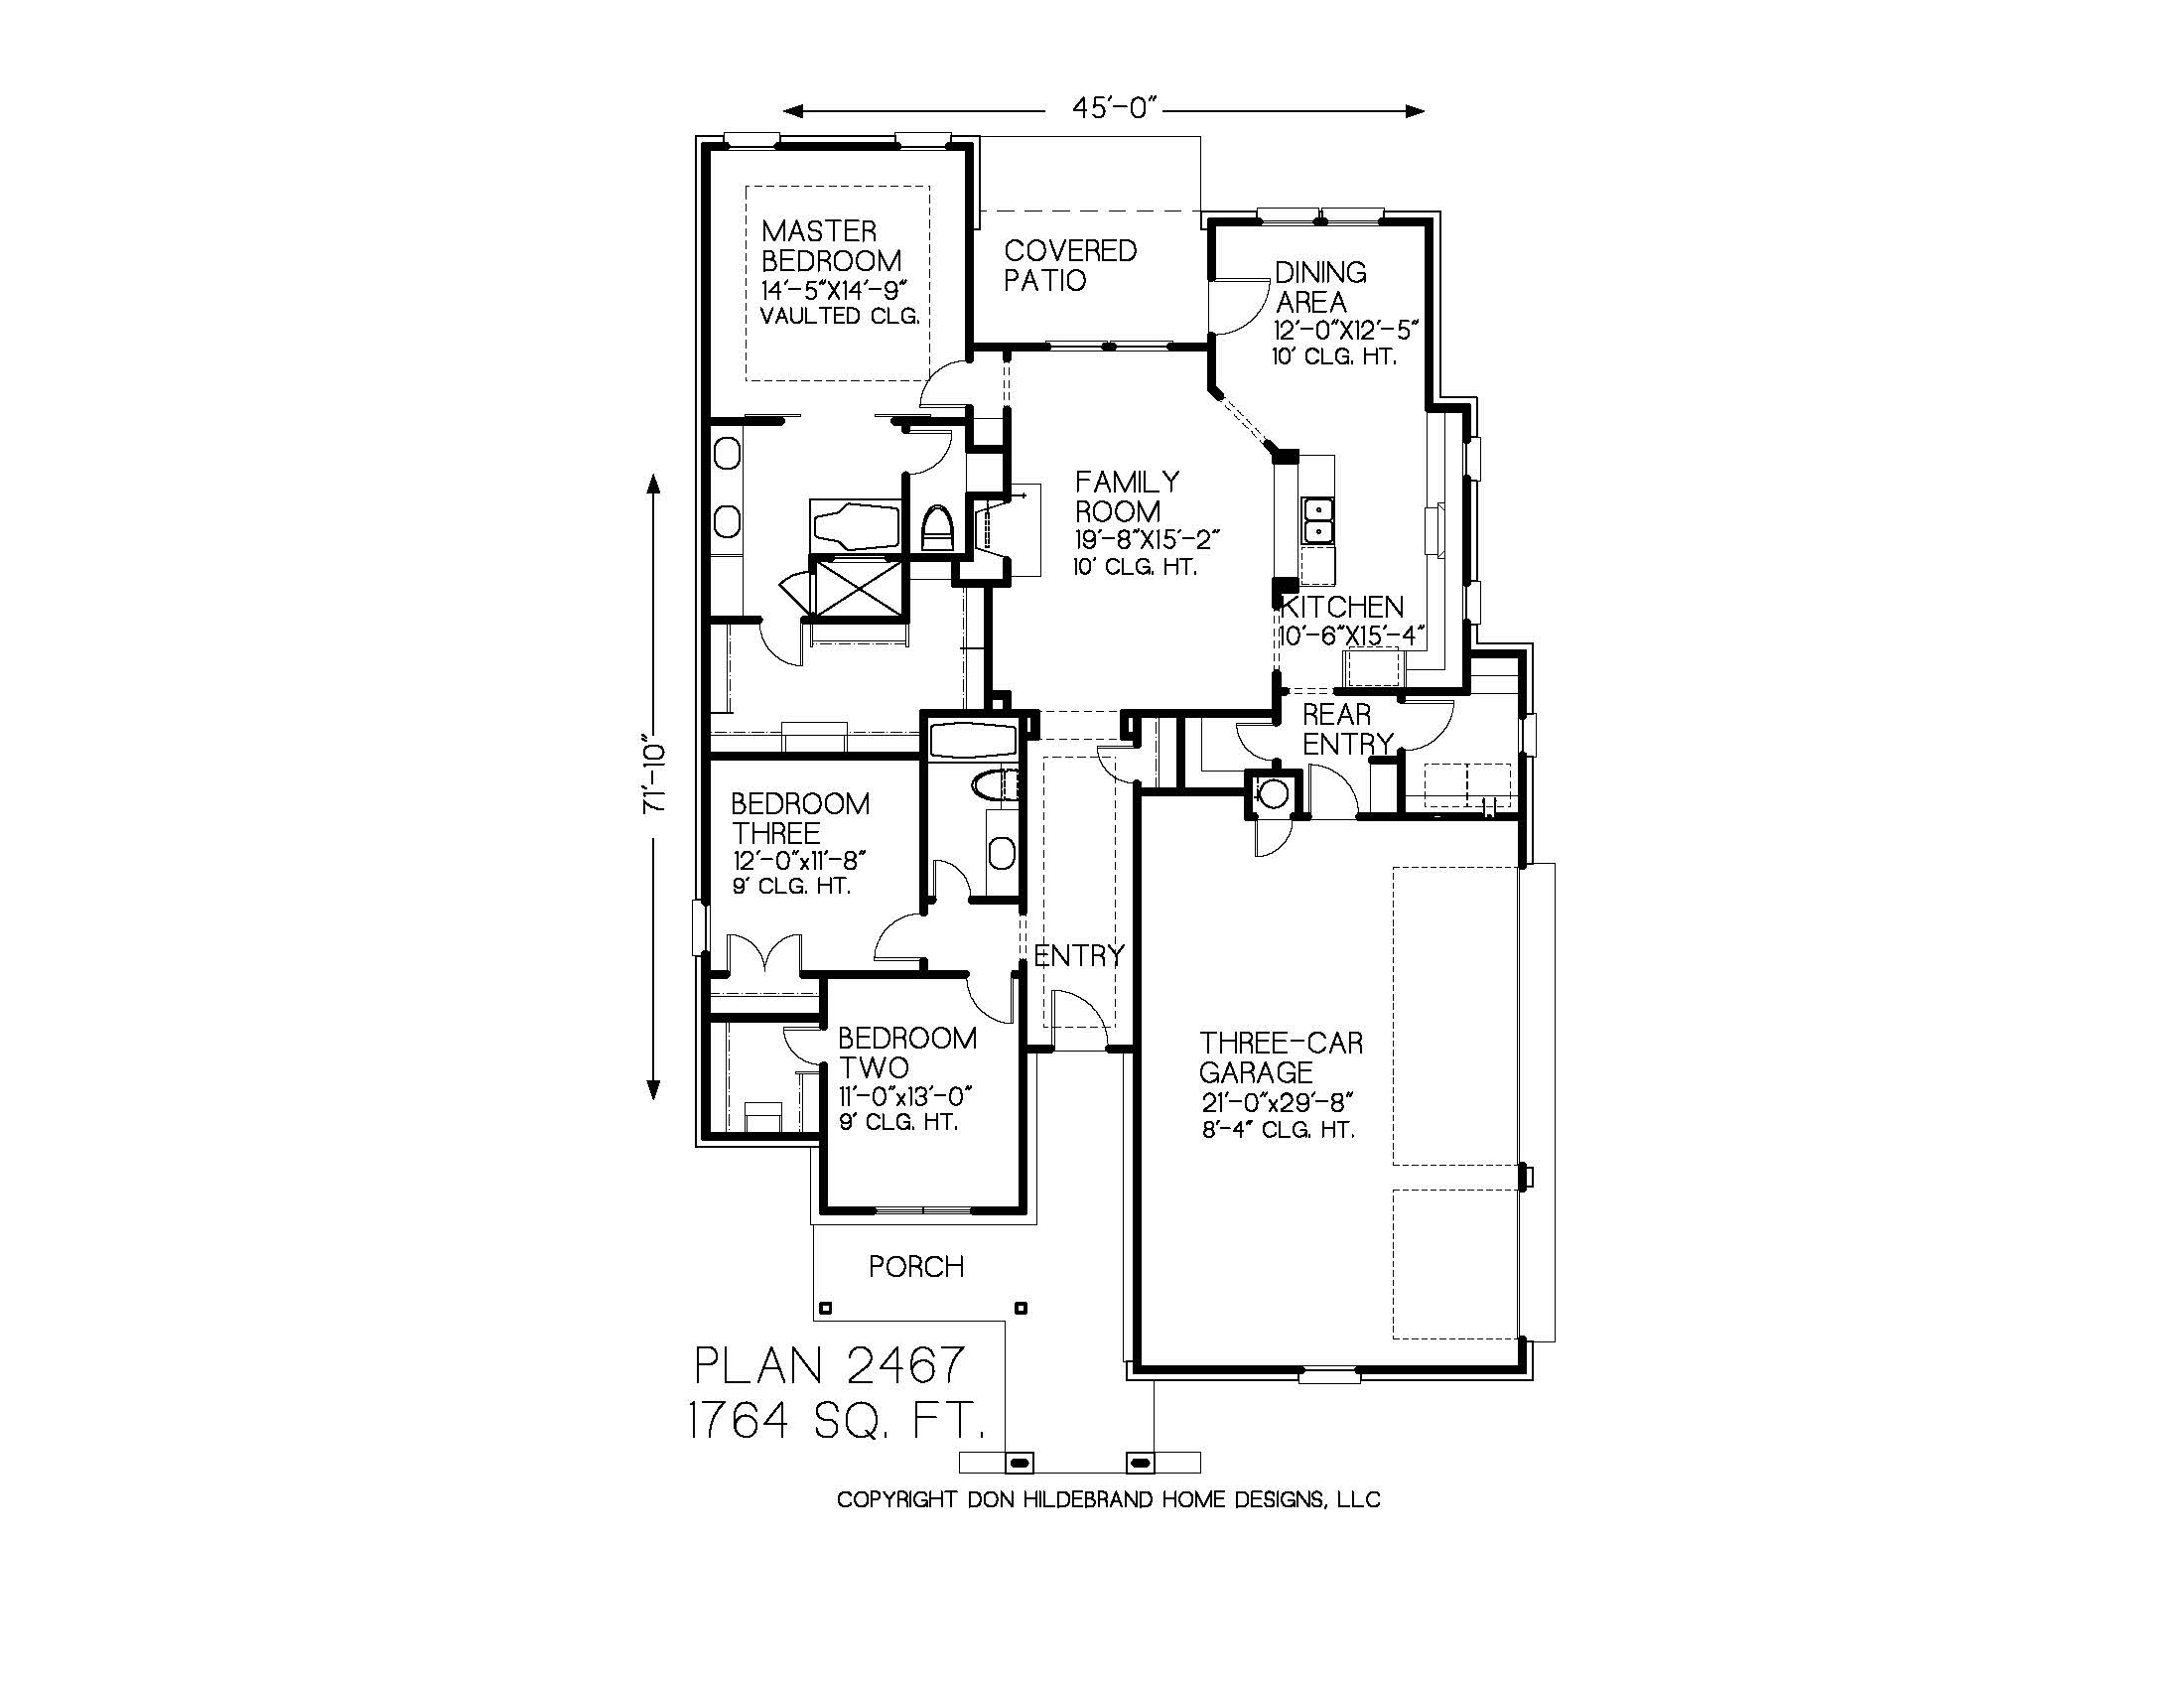 45'-0"
MASTER
BEDROOM
14'-5"X14'-9"
VAULTED CLG.
COVERED
PATIO
DINING
AREA
12'-0"X12'-5"
10' CLG. HT.
FAMILY
ROOM
19'-8"X15'-2"
10' CLG. HT.
KITCHEN
10'-6"X15'-4"
REAR
ENTRY
71'-10"
BEDROOM
THREE
12'-0"x11'-8"
9' CLG. HT.
ENTRY
BEDROOM
TWO
11'-0"x13'-0"
9' CLG. HT.
THREE-CAR
GARAGE
21'-0"x29'-8"
8'-4" CLG. HT.
PORCH
PLAN 2467
1764 SQ. FT.
COPYRIGHT DON HILDEBRAND HOME DESIGNS, LLC